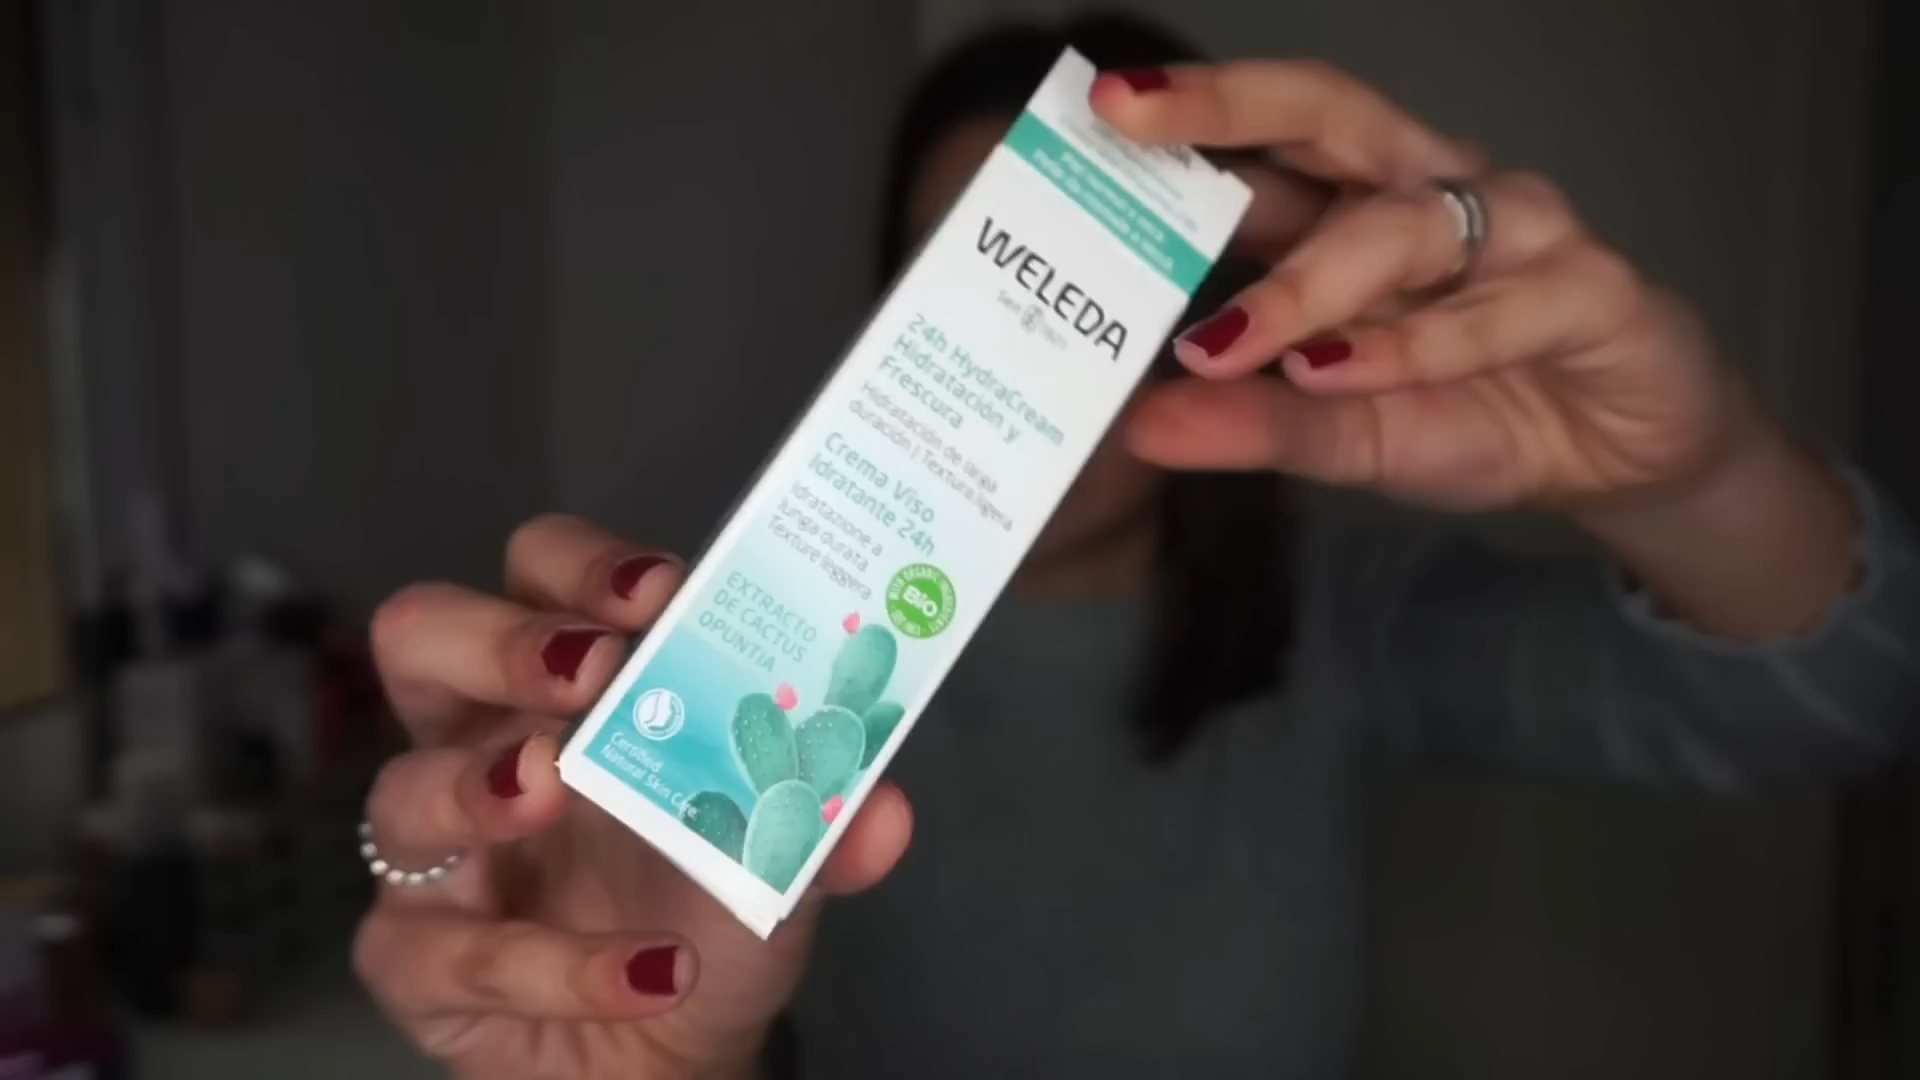 WELEDA
24h HydraCream
Hidratación y
Frescura
Hidratación de larga
duración | Textura ligera
Crema Viso
Idratante 24h
Idratazione a
lunga durata
Texture leggera
BIO
EXTRACTO
DE CACTUS
OPUNTIA
Certified
Natural Skin Care